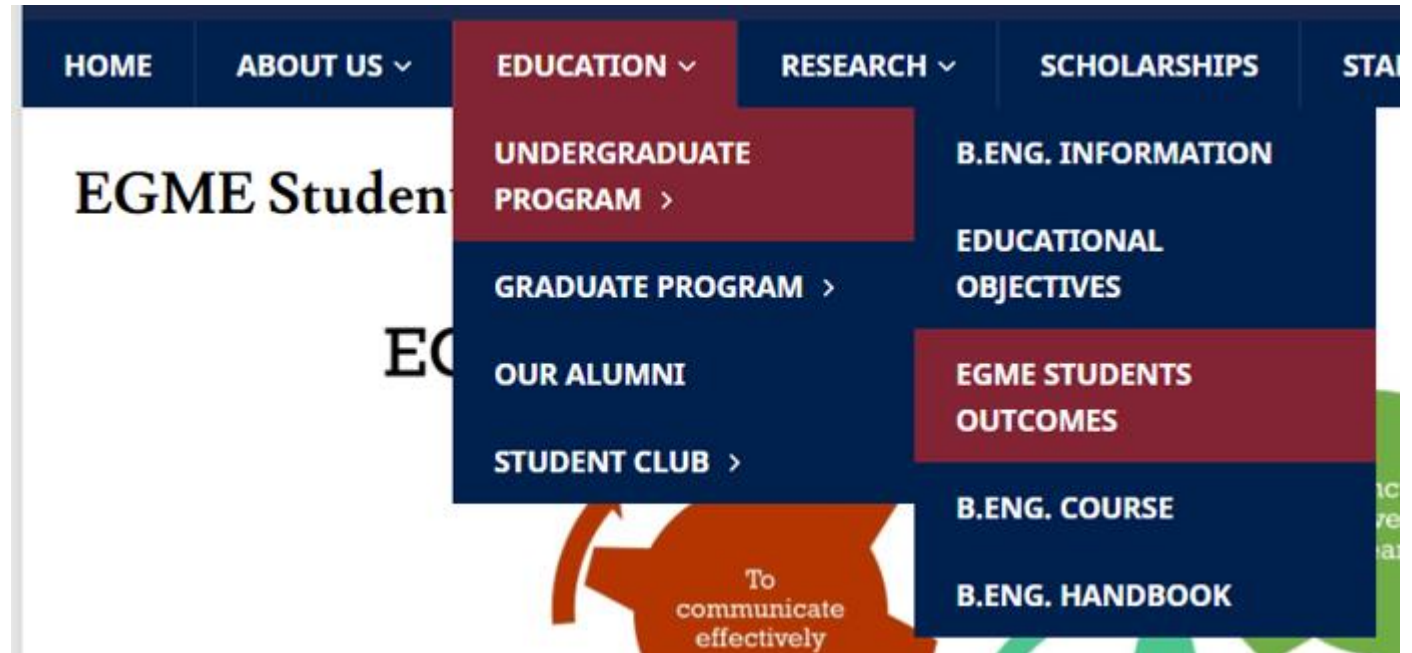 HOME ABOUT US EDUCATION RESEARCH SCHOLARSHIPS
UNDERGRADUATE
PROGRAM
GRADUATE PROGRAM
OUR ALUMNI
STUDENT CLUB
B.ENG. INFORMATION
EDUCATIONAL
OBJECTIVES
EGME STUDENTS
OUTCOMES
B.ENG. COURSE
B.ENG. HANDBOOK
EGME
To
communicate
effectively